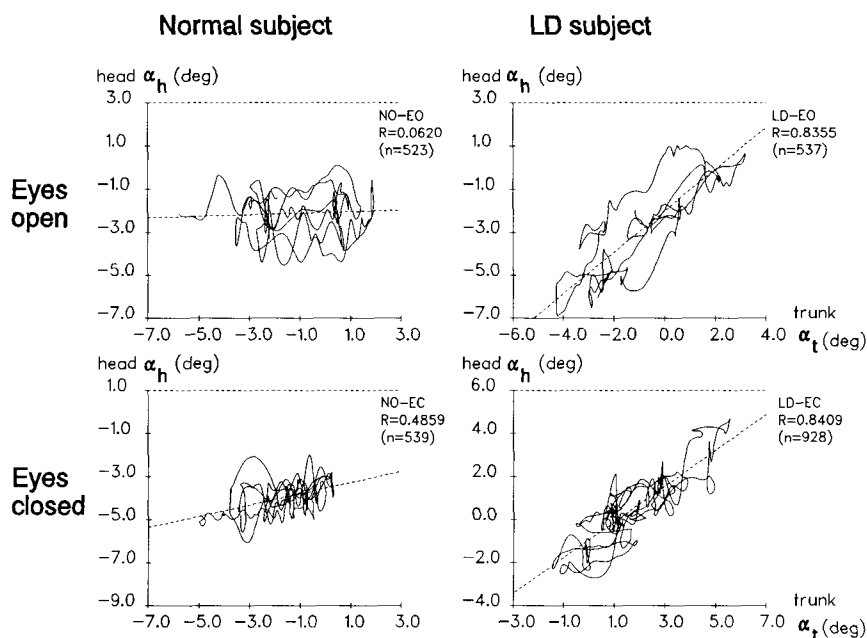 Normal subject
LD subject
head αh (deg)
head αh (deg)
3.0
1.0
-1.0
-3.0
-5.0
-7.0
NO-EO
R=0.0620
(n=523)
3.0
1.0
-1.0
-3.0
-5.0
-7.0
LD-EO
R=0.8355
(n=537)
Eyes
open
-7.0 -5.0 -3.0 -1.0 1.0 3.0
-6.0 -4.0 -2.0 0.0 2.0 4.0
trunk
αt (deg)
head αh (deg)
head αh (deg)
1.0
-1.0
-3.0
-5.0
-7.0
-9.0
NO-EC
R=0.4859
(n=539)
6.0
4.0
2.0
0.0
-2.0
-4.0
LD-EC
R=0.8409
(n=928)
Eyes
closed
-7.0 -5.0 -3.0 -1.0 1.0 3.0
-3.0 -1.0 1.0 3.0 5.0 7.0
trunk
αt (deg)